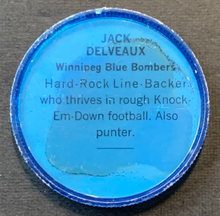 JACK
DELVEAUX
Winnipeg Blue Bombers
Hard-Rock Line-Backer
who thrives in rough Knock-
Em-Down football. Also
punter.